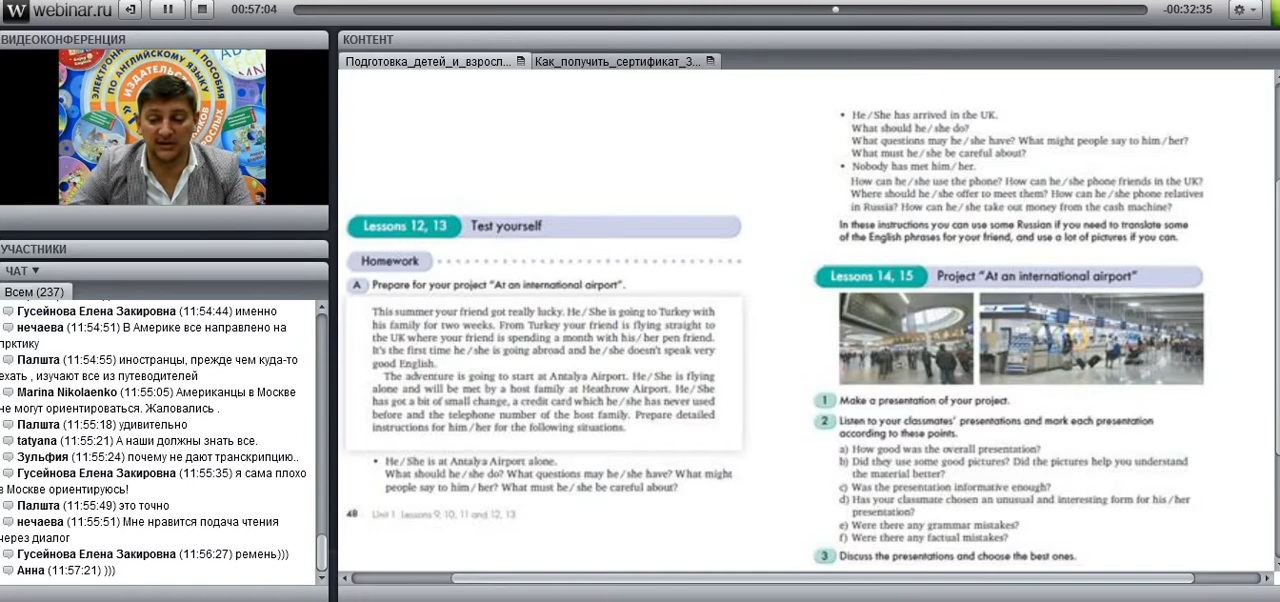 webinar.ru
00:57:04
-00:32:35
ВИДЕОКОНФЕРЕНЦИЯ
ЭЛЕКТРОННЫЕ
ПОСОБИЯ
ПО АНГЛИЙСКОМУ ЯЗЫКУ
УЧАСТНИКИ
ЧАТ
Всем (237)
Гусейнова Елена Закировна (11:54:44) именно
нечаева (11:54:51) В Америке все направлено на
прктику
Палашта (11:54:55) иностранцы, прежде чем куда-то
ехать , изучают все из путеводителей
Marina Nikolaenko (11:55:05) Американцы в Москве
не могут ориентироваться. Жаловались .
Палашта (11:55:18) удивительно
tatyana (11:55:21) А наши должны знать все.
Зульфия (11:55:24) почему не дают транскрипцию..
Гусейнова Елена Закировна (11:55:35) я сама плохо
в Москве ориентируюсь!
Палашта (11:55:49) это точно
нечаева (11:55:51) Мне нравится подача чтения
через диалог
Гусейнова Елена Закировна (11:56:27) ремень)))
Анна (11:57:21) )))
КОНТЕНТ
Подготовка_детей_и_взросл...
Как_получить_сертификат_3...
Lessons 12, 13 Test yourself
Homework
A Prepare for your project “At an international airport”.
This summer your friend got really lucky. He/She is going to Turkey with
his family for two weeks. From Turkey your friend is flying straight to
the UK where your friend is spending a month with his/her pen friend.
It's the first time he/she is going abroad and he/she doesn't speak very
good English.
The adventure is going to start at Antalya Airport. He/She is flying
alone and will be met by a host family at Heathrow Airport. He/She
has got a bit of small change, a credit card which he/she has never used
before and the telephone number of the host family. Prepare detailed
instructions for him/her for the following situations.
• He/She is at Antalya Airport alone.
What should he/she do? What questions may he/she have? What might
people say to him/her? What must he/she be careful about?
48 Unit 1. Lessons 9, 10, 11 and 12, 13
• He/She has arrived in the UK.
What should he/she do?
What questions may he/she have? What might people say to him/her?
What must he/she be careful about?
• Nobody has met him/her.
How can he/she use the phone? How can he/she phone friends in the UK?
Where should he/she offer to meet them? How can he/she phone relatives
in Russia? How can he/she take out money from the cash machine?
In these instructions you can use some Russian if you need to translate some
of the English phrases for your friend, and use a lot of pictures if you can.
Lessons 14, 15 Project “At an international airport”
1 Make a presentation of your project.
2 Listen to your classmates' presentations and mark each presentation
according to these points.
a) How good was the overall presentation?
b) Did they use some good pictures? Did the pictures help you understand
the material better?
c) Was the presentation informative enough?
d) Has your classmate chosen an unusual and interesting form for his/her
presentation?
e) Were there any grammar mistakes?
f) Were there any factual mistakes?
3 Discuss the presentations and choose the best ones.